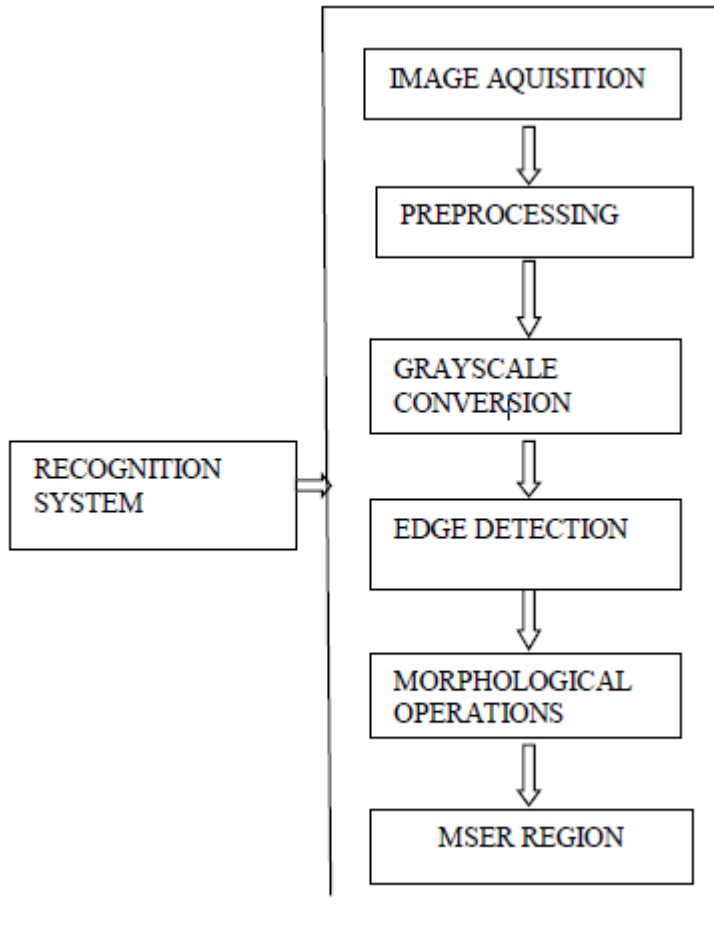 IMAGE AQUISITION
PREPROCESSING
GRAYSCALE
CONVERSION
RECOGNITION
SYSTEM
EDGE DETECTION
MORPHOLOGICAL
OPERATIONS
MSER REGION